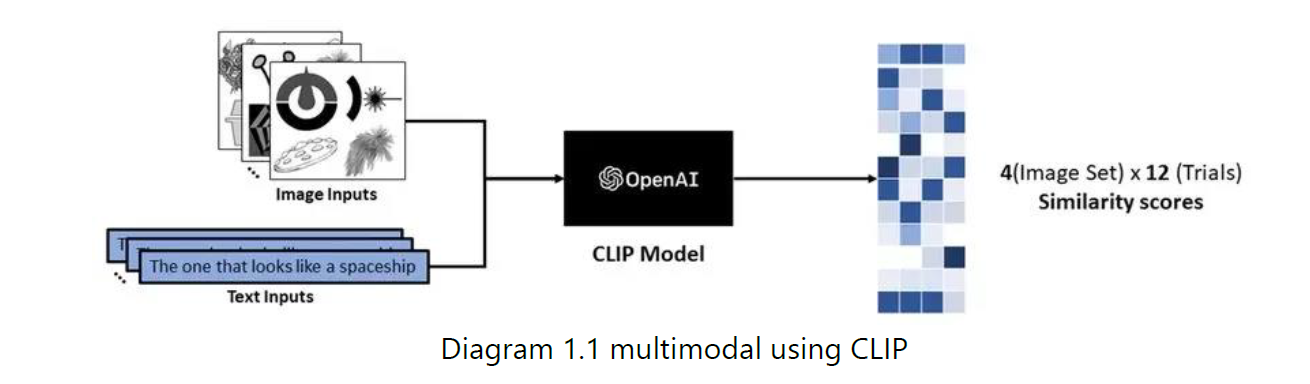 Image Inputs
The one that looks like a spaceship
Text Inputs
OpenAI
CLIP Model
4(Image Set) x 12 (Trials)
Similarity scores
Diagram 1.1 multimodal using CLIP